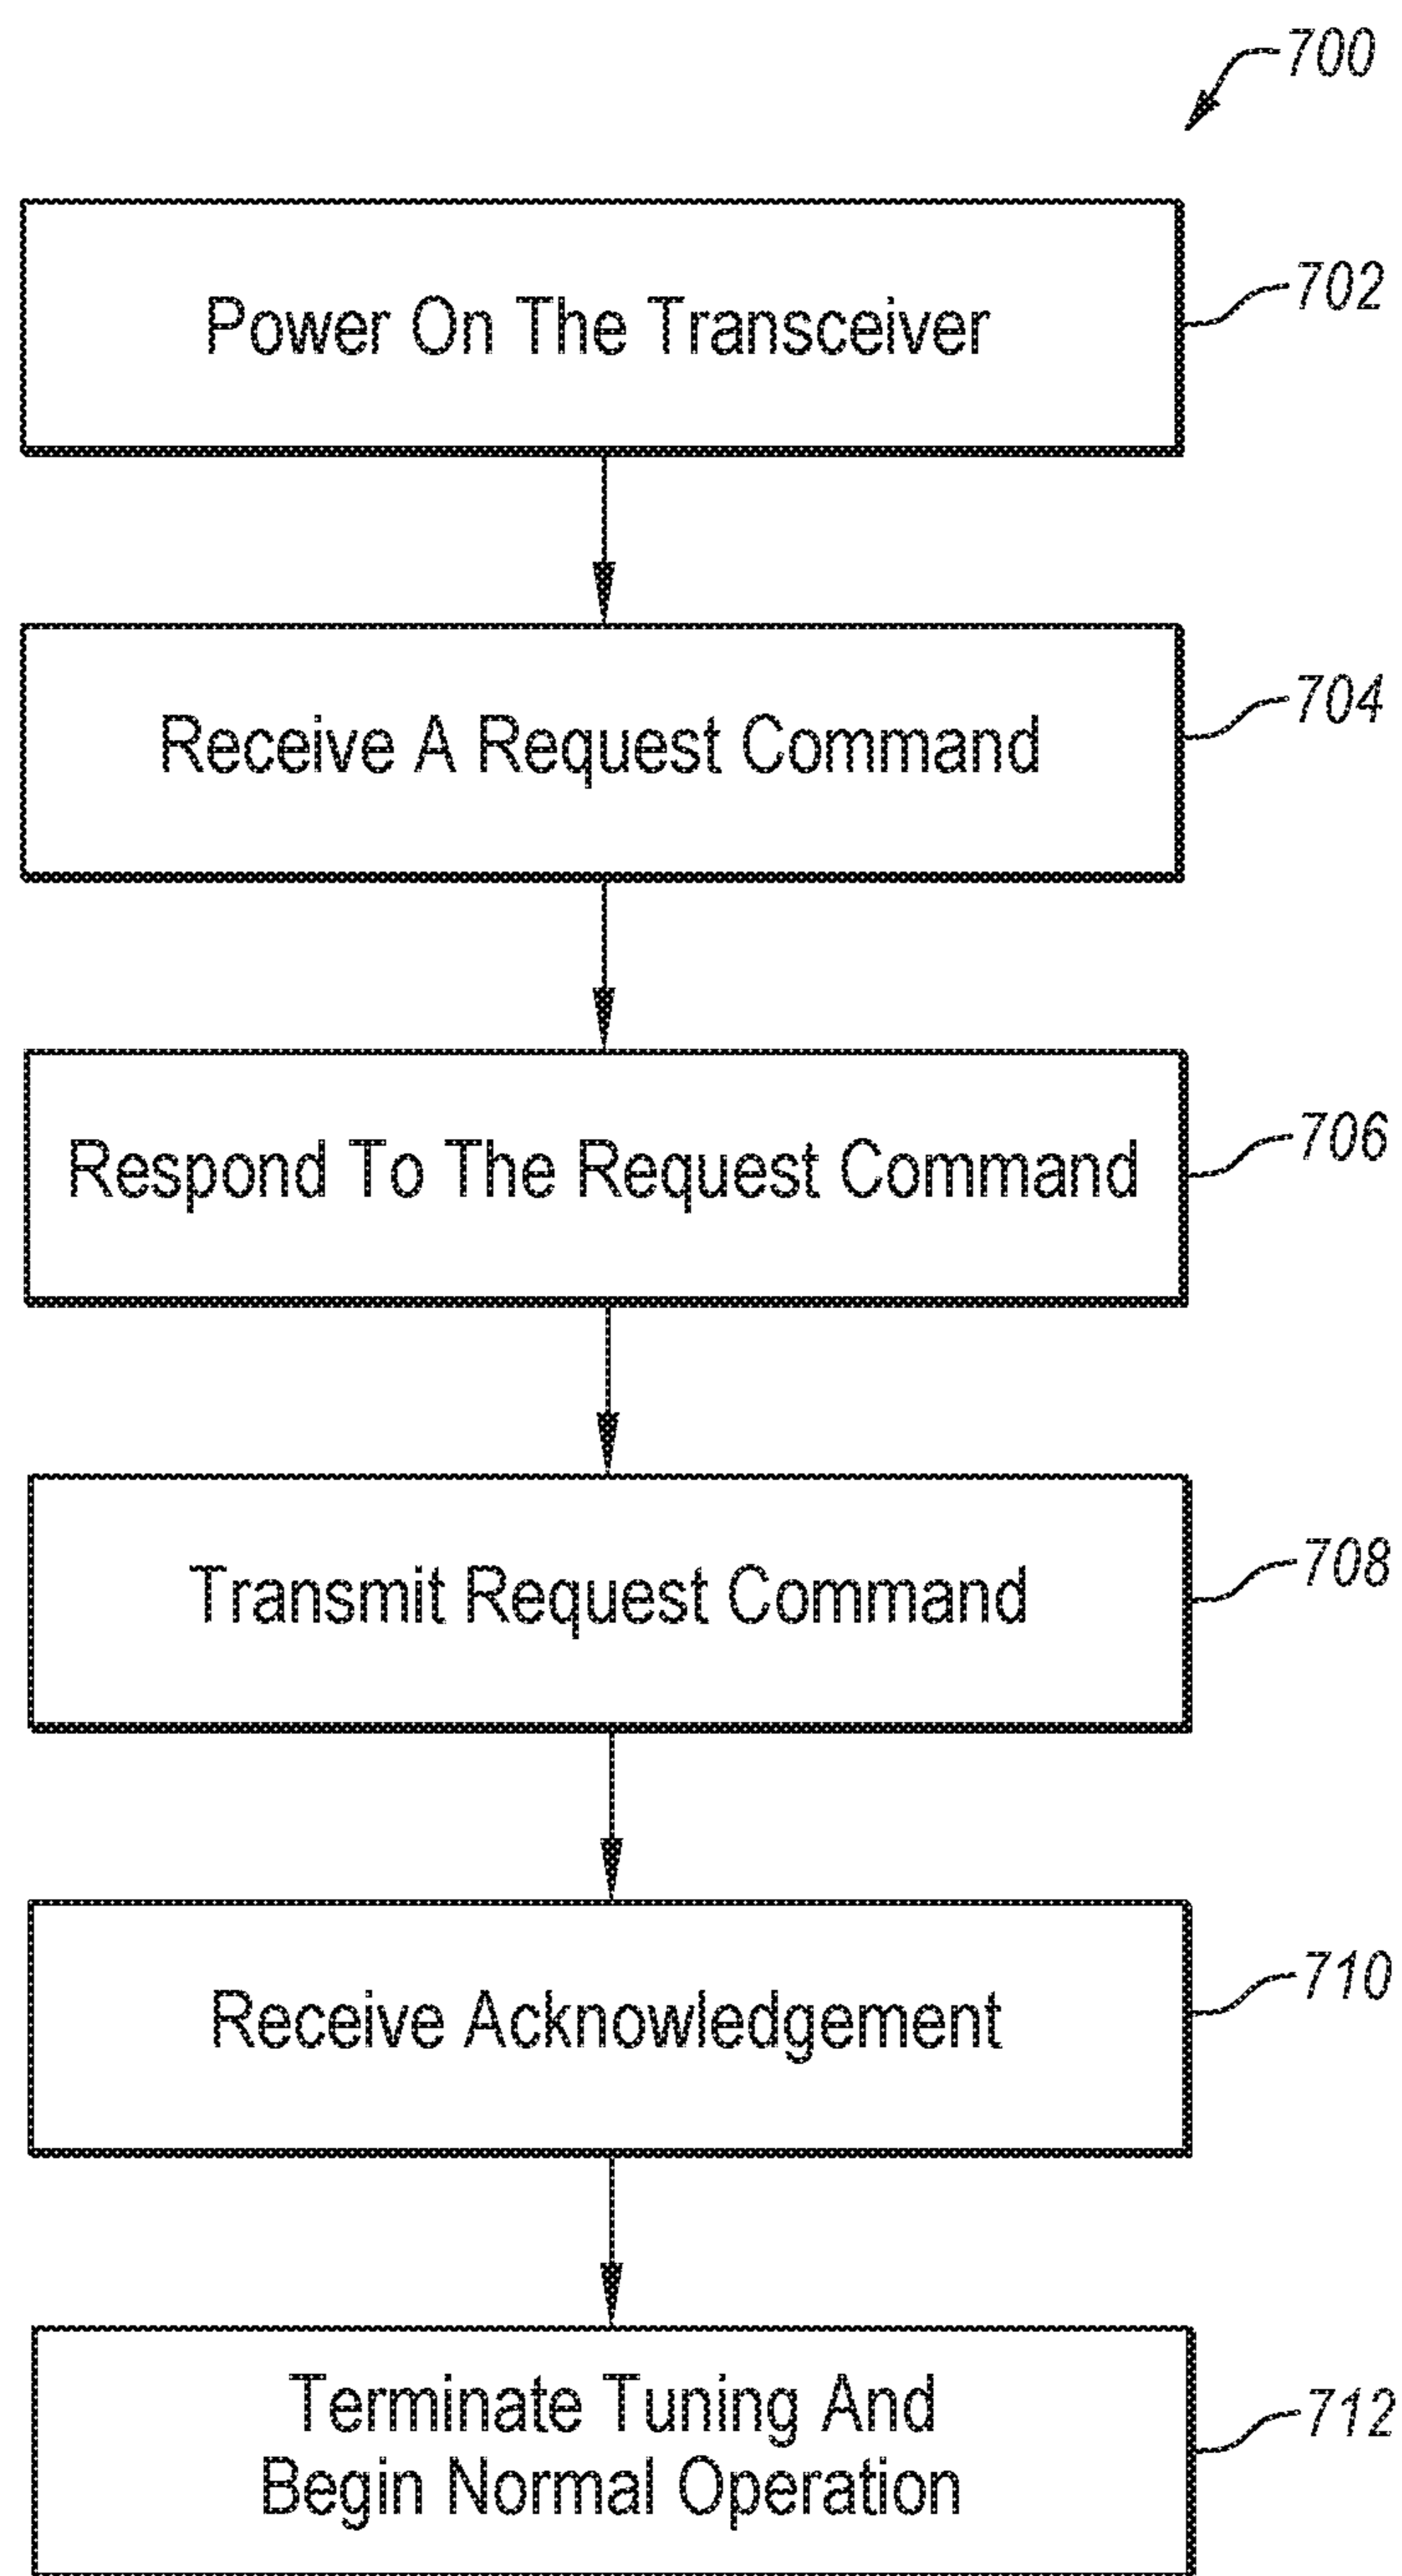 700
Power On The Transceiver
702
Receive A Request Command
704
Respond To The Request Command
706
Transmit Request Command
708
Receive Acknowledgement
710
Terminate Tuning And
Begin Normal Operation
712